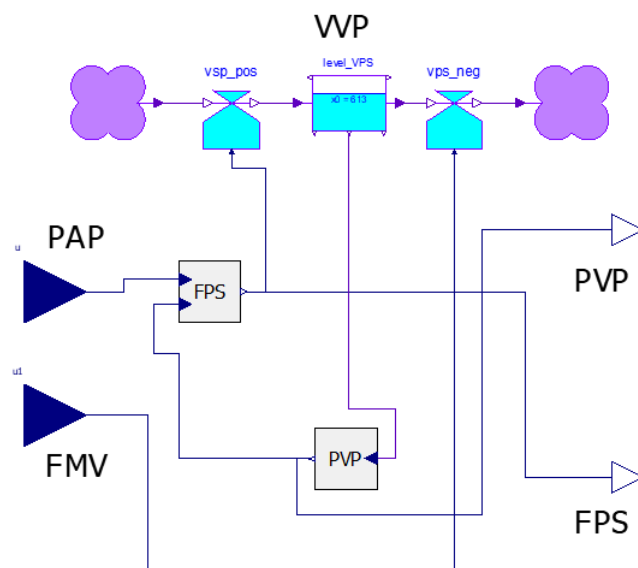 VVP
level_VPS
vsp_pos
vps_neg
x0 = 613
PAP
u
FPS
PVP
u1
FMV
PVP
FPS